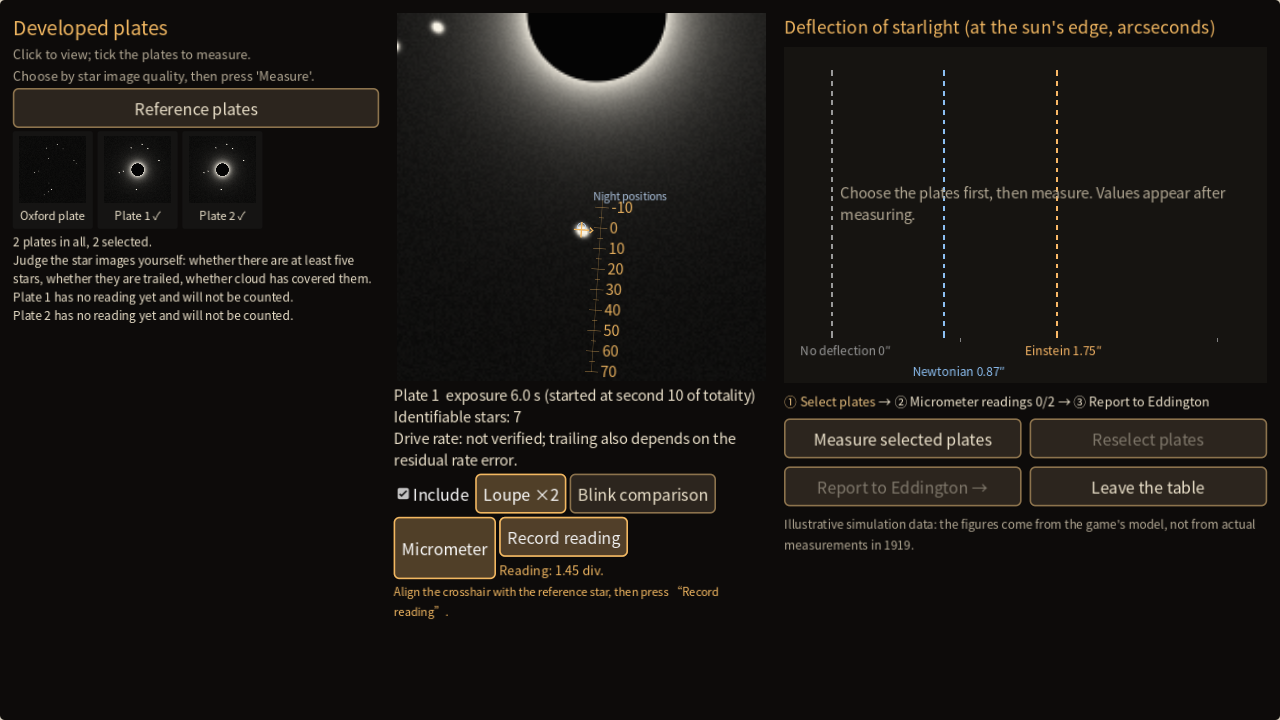 Developed plates
Click to view; tick the plates to measure.
Choose by star image quality, then press 'Measure'.
Reference plates
Oxford plate
Plate 1 ✓
Plate 2 ✓
2 plates in all, 2 selected.
Judge the star images yourself: whether there are at least five
stars, whether they are trailed, whether cloud has covered them.
Plate 1 has no reading yet and will not be counted.
Plate 2 has no reading yet and will not be counted.
Night positions
-10
0
10
20
30
40
50
60
70
Plate 1 exposure 6.0 s (started at second 10 of totality)
Identifiable stars: 7
Drive rate: not verified; trailing also depends on the
residual rate error.
Include
Loupe ×2
Blink comparison
Micrometer
Record reading
Reading: 1.45 div.
Align the crosshair with the reference star, then press “Record
reading”.
Deflection of starlight (at the sun's edge, arcseconds)
Choose the plates first, then measure. Values appear after
measuring.
No deflection 0″
Einstein 1.75″
Newtonian 0.87″
① Select plates → ② Micrometer readings 0/2 → ③ Report to Eddington
Measure selected plates
Reselect plates
Report to Eddington →
Leave the table
Illustrative simulation data: the figures come from the game's model, not from actual
measurements in 1919.